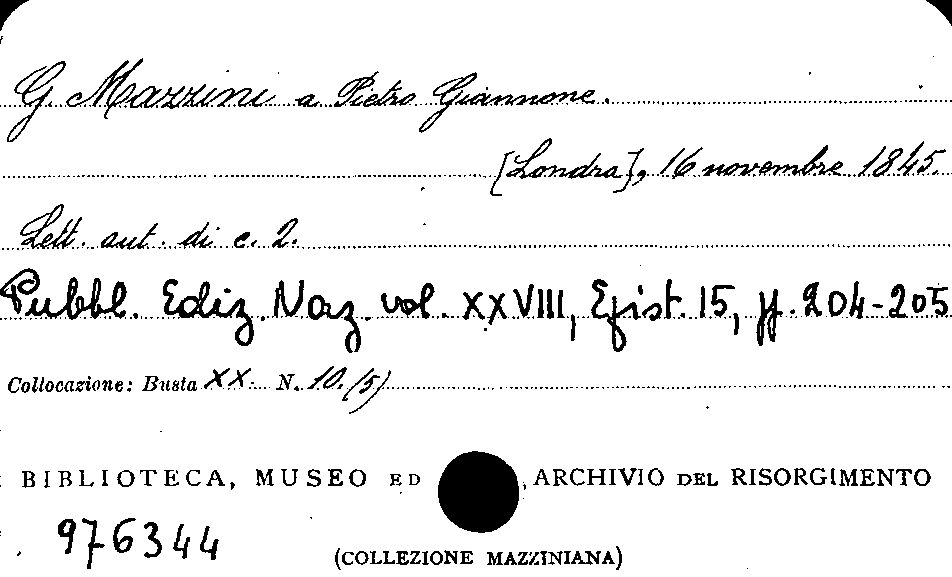 G. Mazzini a Pietro Giannone.
[Londra], 16 novembre 1845.
Lett. aut. di c. 2.
Pubbl. Ediz. Naz. vol. XXVIII, Epist. 15, pp. 204-205
Collocazione: Busta XX. N. 10. (5)
BIBLIOTECA, MUSEO ED ARCHIVIO DEL RISORGIMENTO
976344
(COLLEZIONE MAZZINIANA)